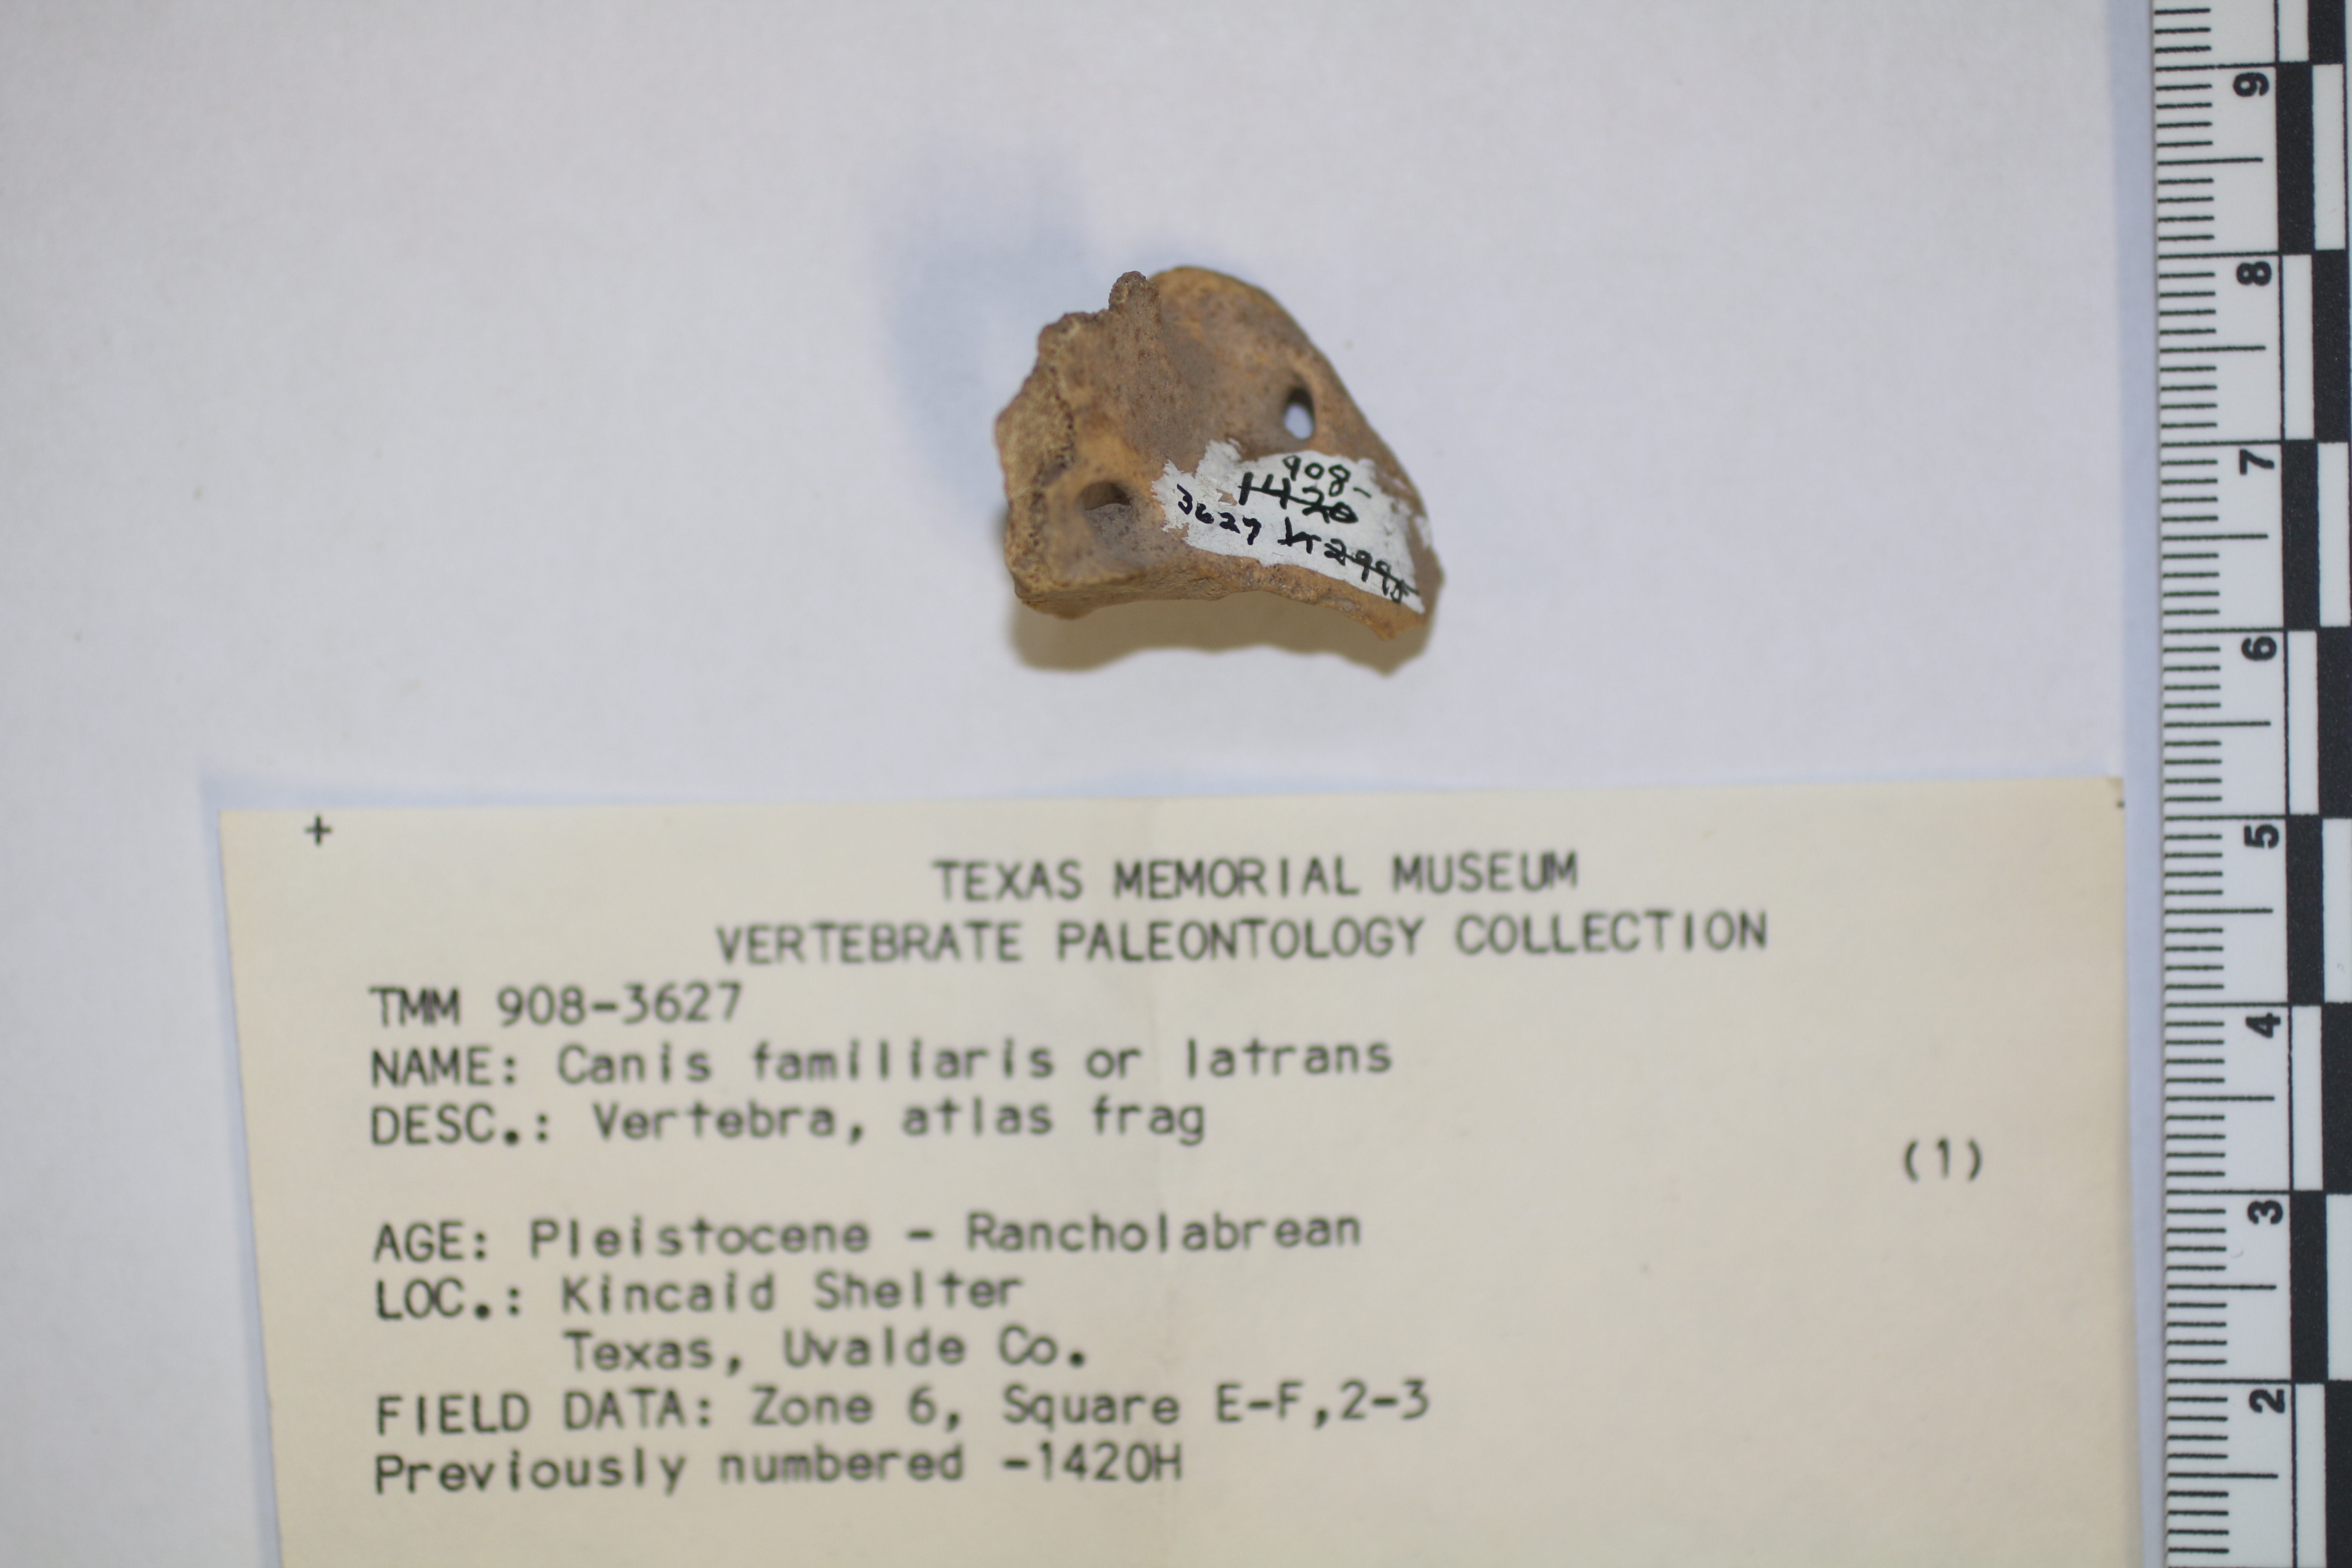 908-
1420
3627
+
TEXAS MEMORIAL MUSEUM
VERTEBRATE PALEONTOLOGY COLLECTION
TMM 908-3627
NAME: Canis familiaris or latrans
DESC.: Vertebra, atlas frag
(1)
AGE: Pleistocene - Rancholabrean
LOC.: Kincaid Shelter
Texas, Uvalde Co.
FIELD DATA: Zone 6, Square E-F,2-3
Previously numbered -1420H
9
8
7
6
5
4
3
2